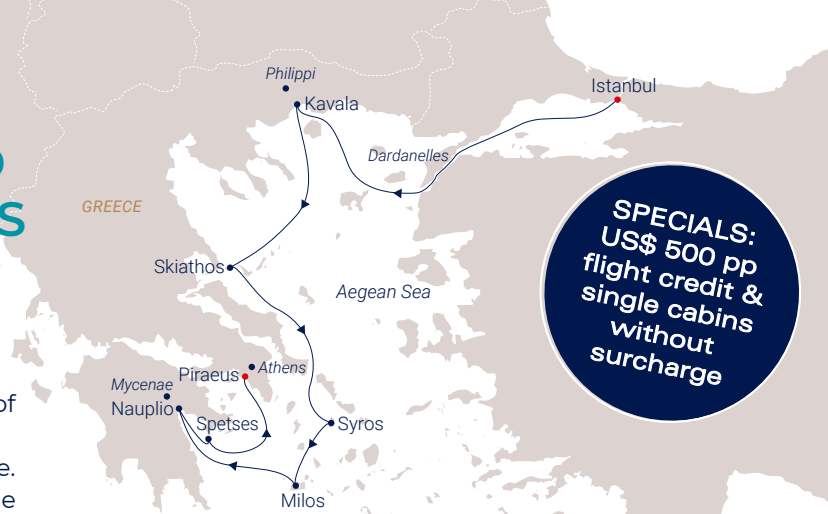 Philippi
Istanbul
Kavala
Dardanelles
GREECE
S
SPECIALS:
US$ 500 pp
flight credit &
single cabins
without
surcharge
Skiathos
Aegean Sea
Athens
Piraeus
Mycenae
Nauplio
of
Spetses
Syros
e.
e
Milos